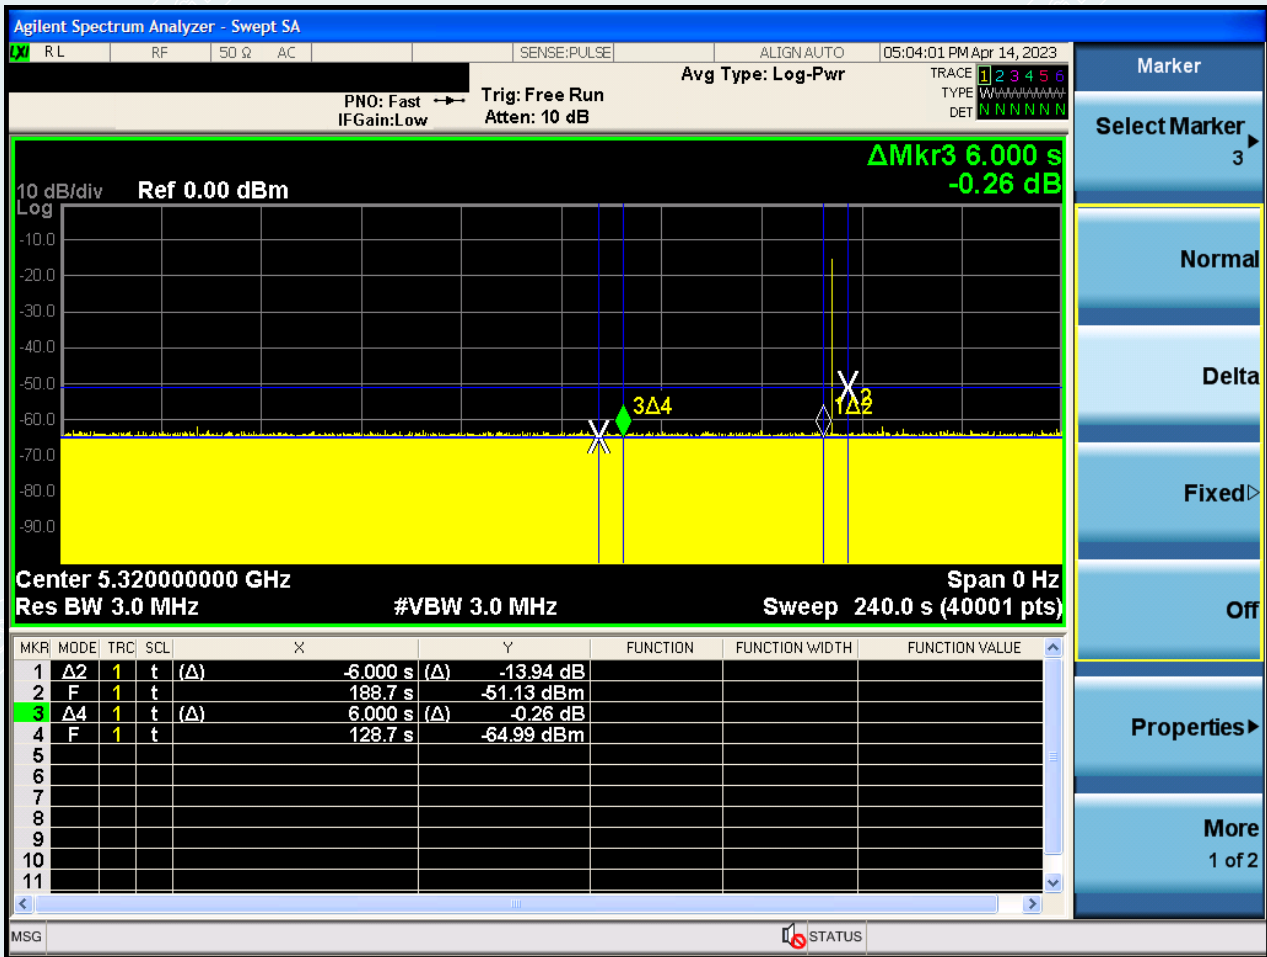 Agilent Spectrum Analyzer - Swept SA
LXI RL RF 50 Ω AC SENSE:PULSE ALIGN AUTO 05:04:01 PM Apr 14, 2023
PNO: Fast
IFGain:Low
Trig: Free Run
Atten: 10 dB
Avg Type: Log-Pwr
TRACE 1 2 3 4 5 6
TYPE WWWWWW
DET N N N N N N
ΔMkr3 6.000 s
-0.26 dB
10 dB/div Ref 0.00 dBm
Log
-10.0
-20.0
-30.0
-40.0
-50.0
-60.0
-70.0
-80.0
-90.0
3Δ4
1Δ2
2
Center 5.320000000 GHz Span 0 Hz
Res BW 3.0 MHz #VBW 3.0 MHz Sweep 240.0 s (40001 pts)
MKR MODE TRC SCL X Y FUNCTION FUNCTION WIDTH FUNCTION VALUE
1 Δ2 1 t (Δ) -6.000 s (Δ) -13.94 dB
2 F 1 t 188.7 s -51.13 dBm
3 Δ4 1 t (Δ) 6.000 s (Δ) -0.26 dB
4 F 1 t 128.7 s -64.99 dBm
5
6
7
8
9
10
11
MSG STATUS
Marker
Select Marker
3
Normal
Delta
Fixed
Off
Properties
More
1 of 2